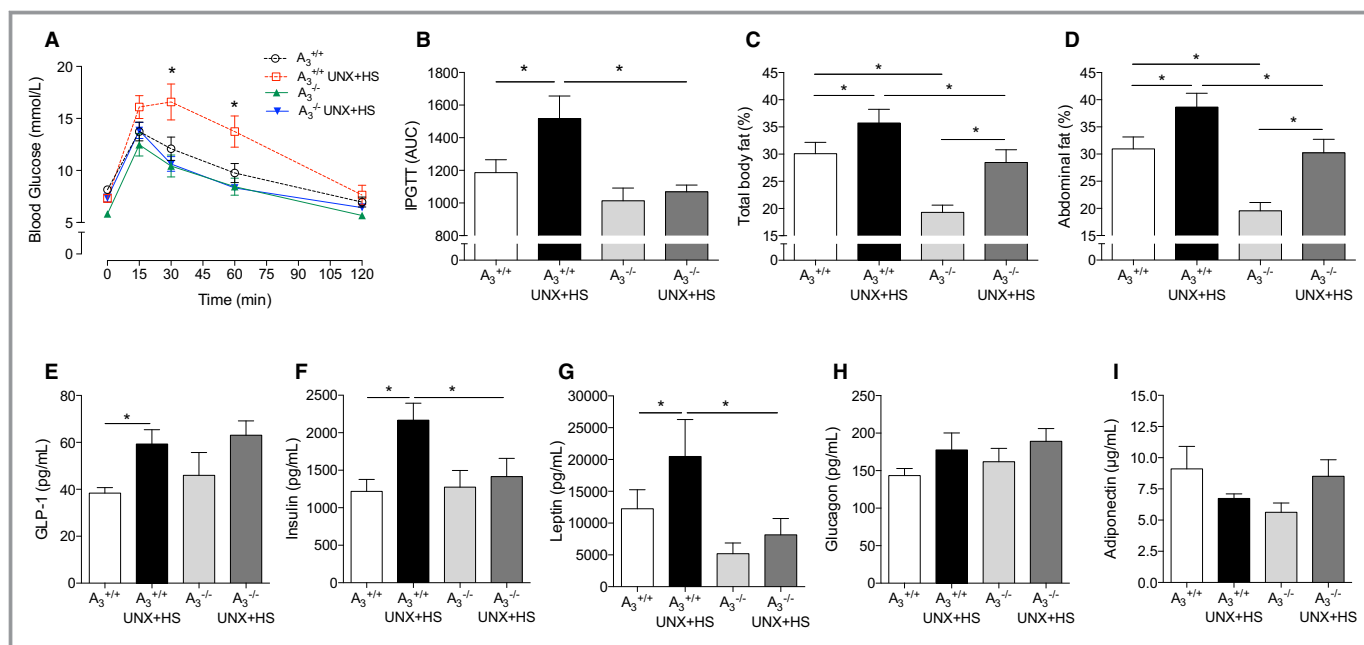 A
B
C
D
A3+/+
A3+/+ UNX+HS
A3-/-
A3-/- UNX+HS
Blood Glucose (mmol/L)
20
15
10
5
0
*
*
0 15 30 45 60 75 90 105 120
Time (min)
IPGTT (AUC)
1800
1600
1400
1200
1000
800
600
0
* *
A3+/+ A3+/+ A3-/- A3-/-
UNX+HS UNX+HS
Total body fat (%)
45
40
35
30
25
20
15
10
5
0
*
* *
*
A3+/+ A3+/+ A3-/- A3-/-
UNX+HS UNX+HS
Abdominal fat (%)
45
40
35
30
25
20
15
10
5
0
*
* *
*
A3+/+ A3+/+ A3-/- A3-/-
UNX+HS UNX+HS
E
F
G
H
I
GLP-1 (pg/mL)
80
60
40
20
0
*
A3+/+ A3+/+ A3-/- A3-/-
UNX+HS UNX+HS
Insulin (pg/mL)
2500
2000
1500
1000
500
0
* *
A3+/+ A3+/+ A3-/- A3-/-
UNX+HS UNX+HS
Leptin (pg/mL)
30000
25000
20000
15000
10000
5000
0
* *
A3+/+ A3+/+ A3-/- A3-/-
UNX+HS UNX+HS
Glucagon (pg/mL)
250
200
150
100
50
0
A3+/+ A3+/+ A3-/- A3-/-
UNX+HS UNX+HS
Adiponectin (µg/mL)
15.0
12.5
10.0
7.5
5.0
2.5
0.0
A3+/+ A3+/+ A3-/- A3-/-
UNX+HS UNX+HS